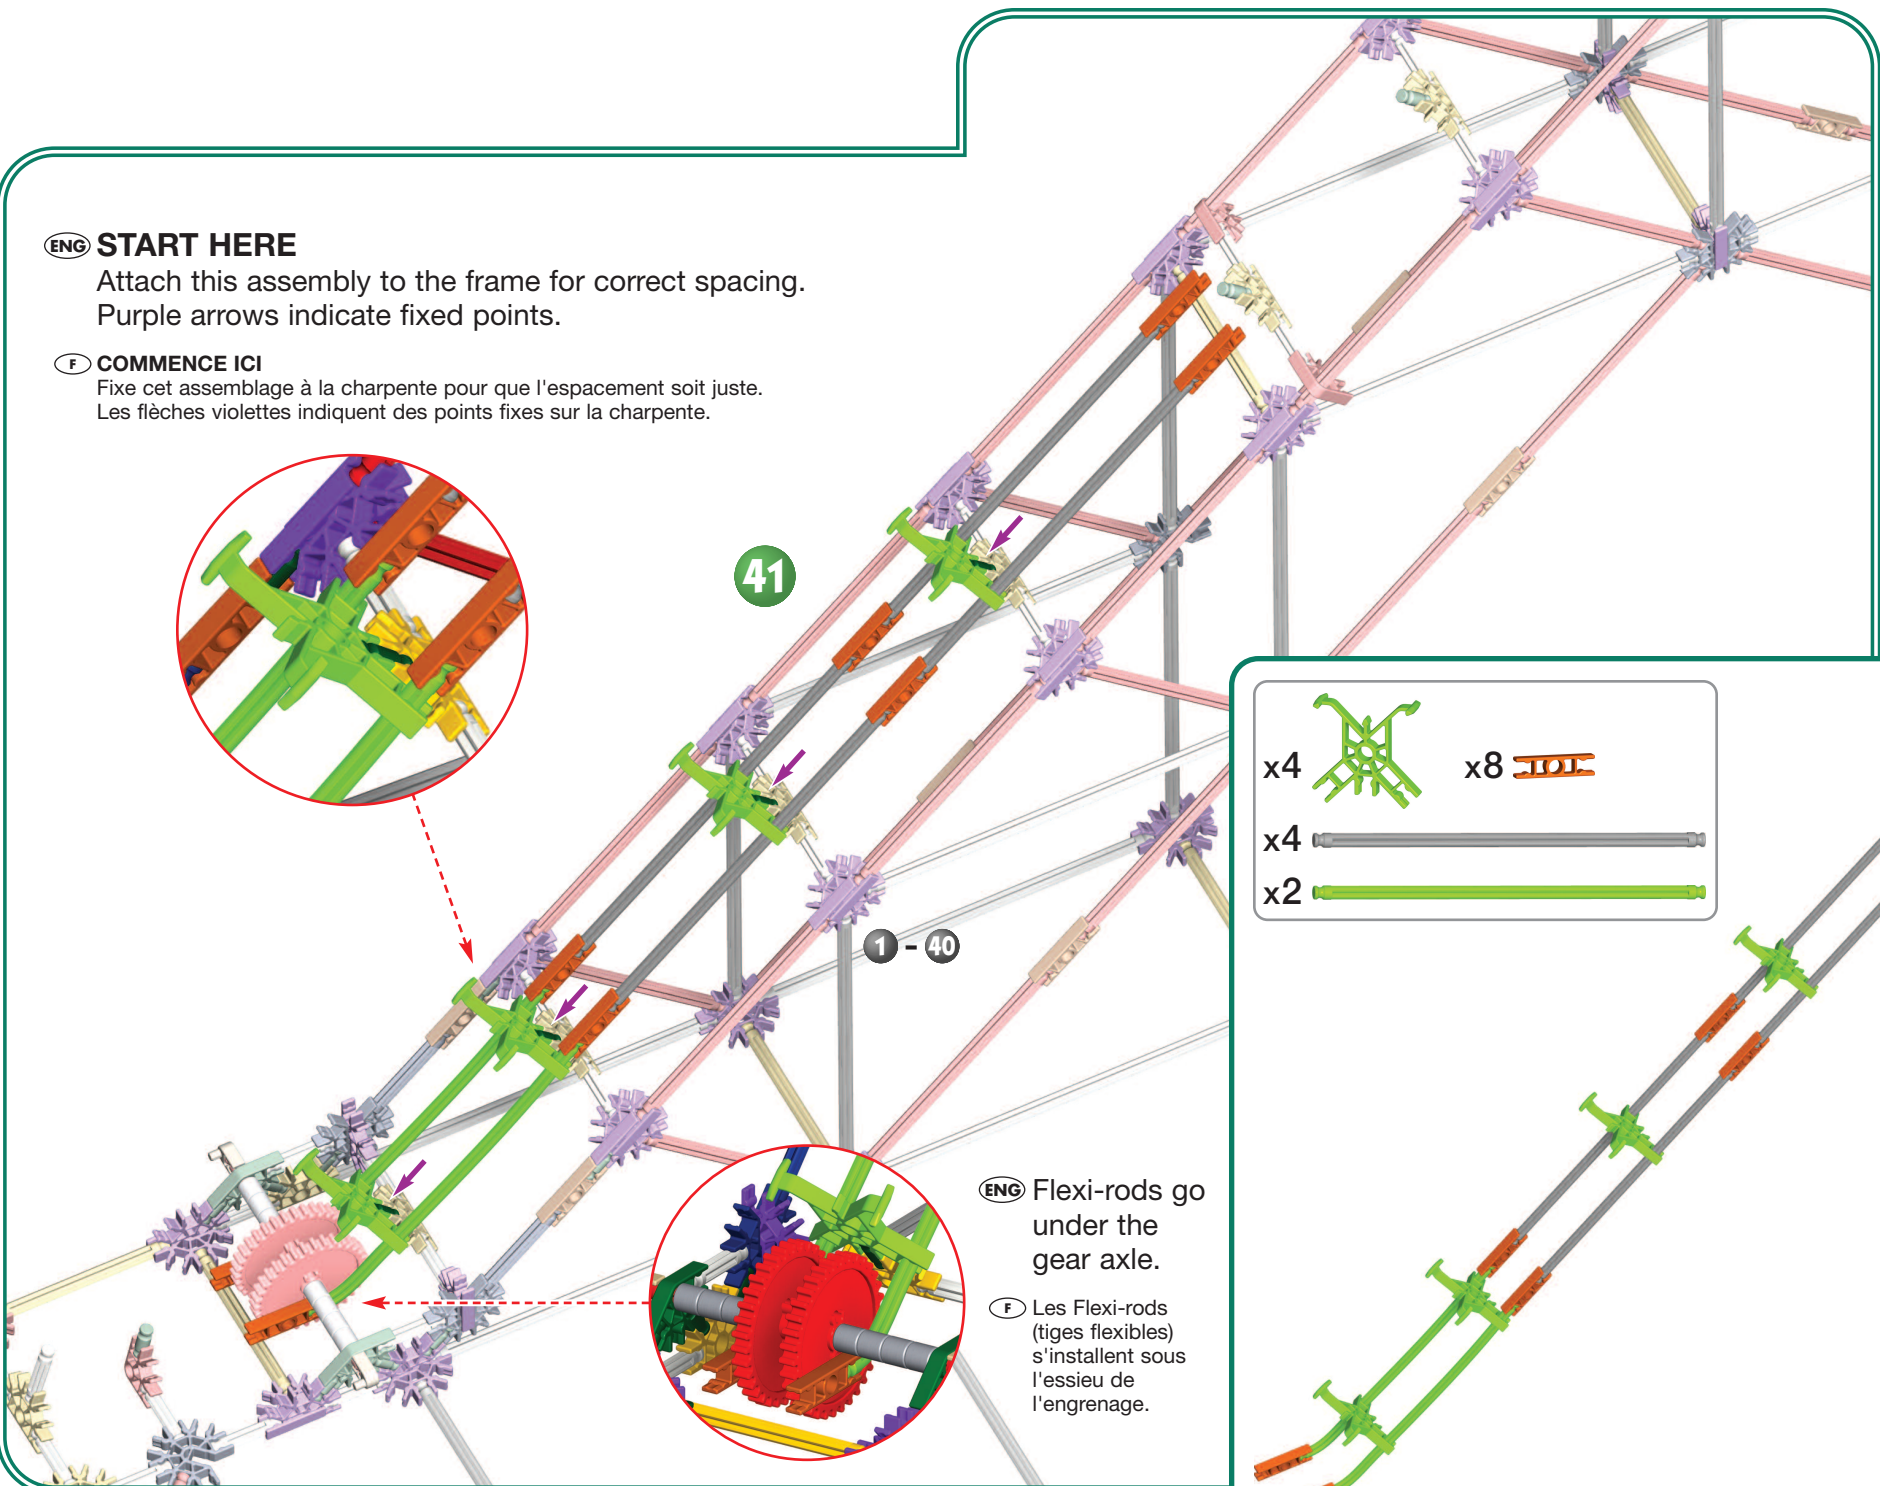 ENG START HERE
Attach this assembly to the frame for correct spacing.
Purple arrows indicate fixed points.
F COMMENCE ICI
Fixe cet assemblage à la charpente pour que l'espacement soit juste.
Les flèches violettes indiquent des points fixes sur la charpente.
41
1 - 40
x4
x8
x4
x2
ENG Flexi-rods go
under the
gear axle.
F Les Flexi-rods
(tiges flexibles)
s'installent sous
l'essieu de
l'engrenage.